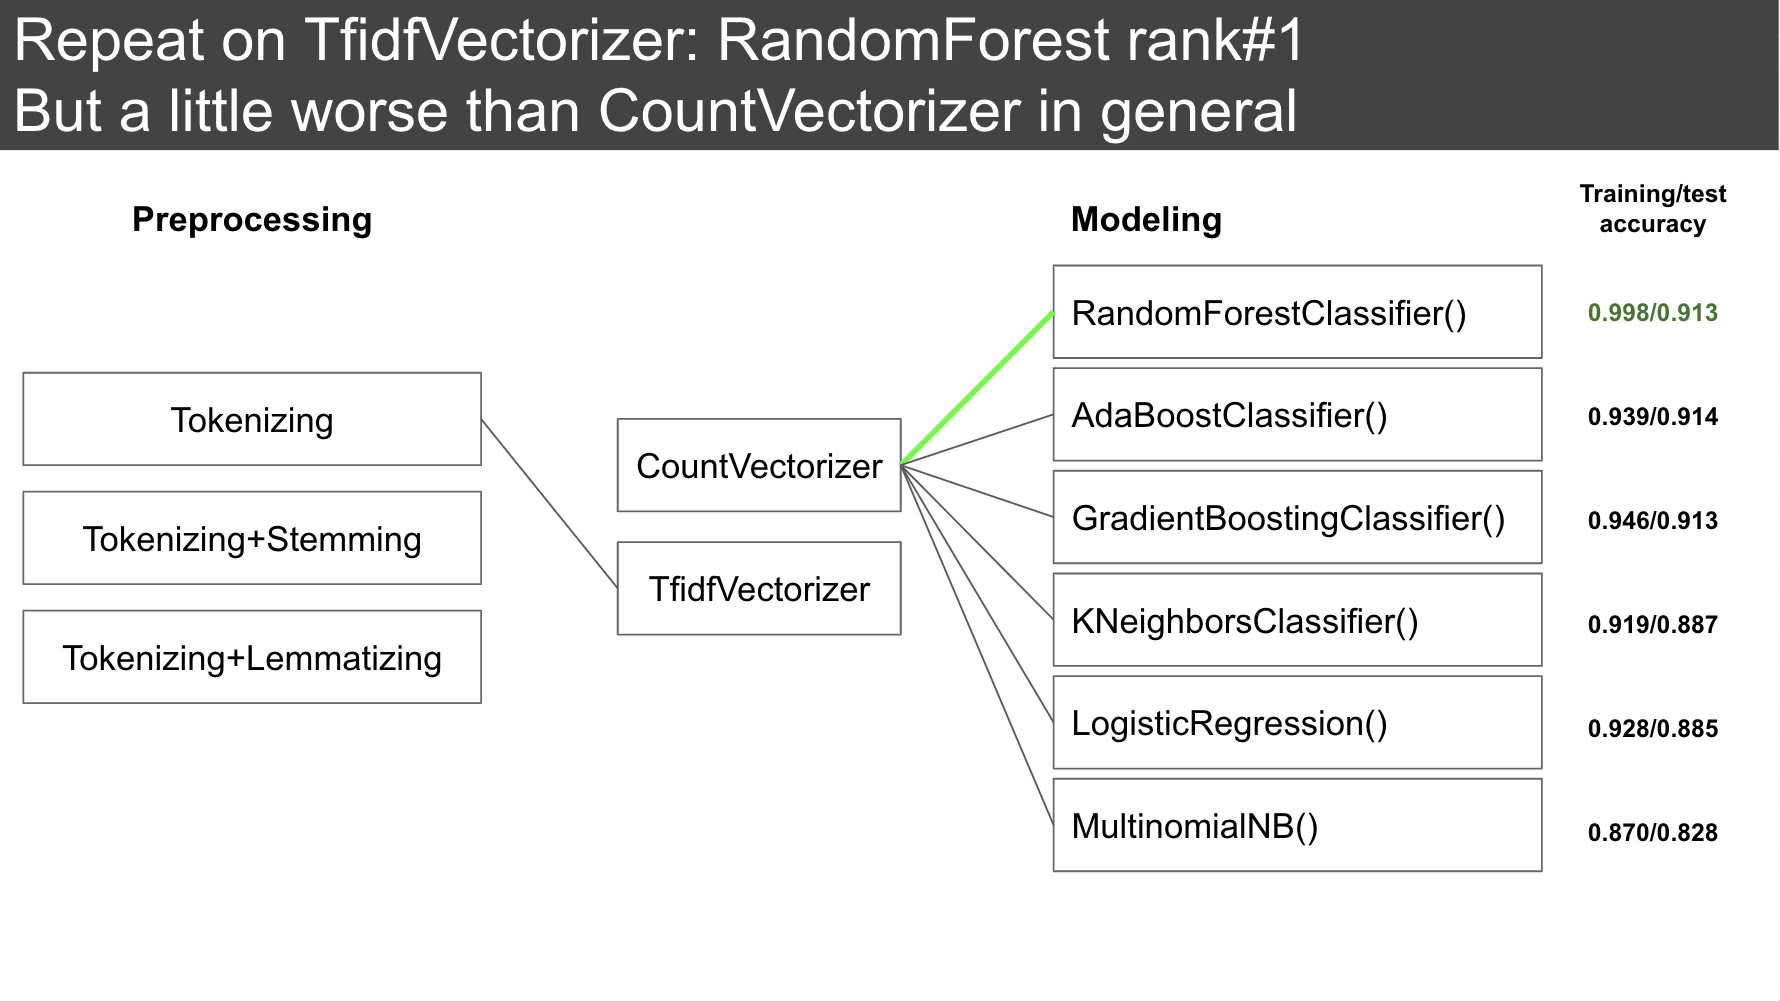 Repeat on TfidfVectorizer: RandomForest rank#1
But a little worse than CountVectorizer in general
Preprocessing
Modeling
Training/test
accuracy
Tokenizing
Tokenizing+Stemming
Tokenizing+Lemmatizing
CountVectorizer
TfidfVectorizer
RandomForestClassifier()
0.998/0.913
AdaBoostClassifier()
0.939/0.914
GradientBoostingClassifier()
0.946/0.913
KNeighborsClassifier()
0.919/0.887
LogisticRegression()
0.928/0.885
MultinomialNB()
0.870/0.828